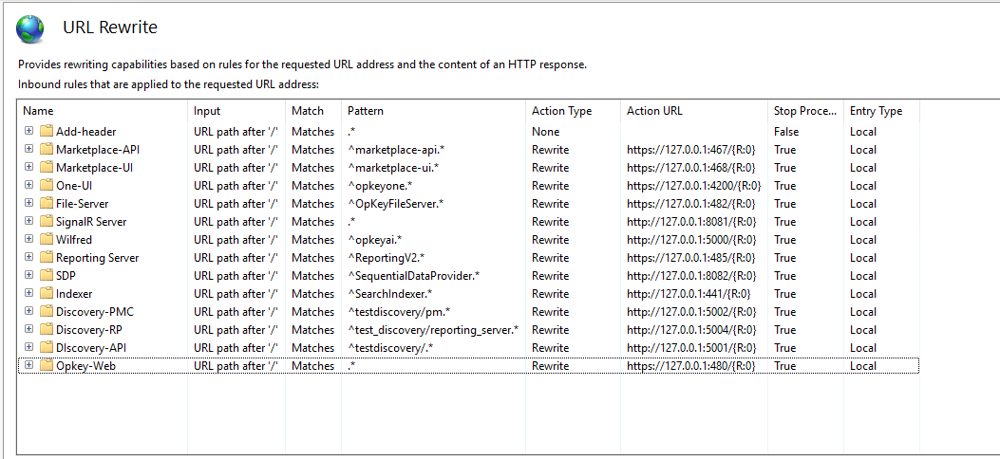 URL Rewrite
Provides rewriting capabilities based on rules for the requested URL address and the content of an HTTP response.
Inbound rules that are applied to the requested URL address:
Name Input Match Pattern Action Type Action URL Stop Proce... Entry Type
Add-header URL path after '/' Matches .* None False Local
Marketplace-API URL path after '/' Matches ^marketplace-api.* Rewrite https://127.0.0.1:467/{R:0} True Local
Marketplace-UI URL path after '/' Matches ^marketplace-ui.* Rewrite https://127.0.0.1:468/{R:0} True Local
One-UI URL path after '/' Matches ^opkeyone.* Rewrite https://127.0.0.1:4200/{R:0} True Local
File-Server URL path after '/' Matches ^OpKeyFileServer.* Rewrite https://127.0.0.1:482/{R:0} True Local
SignalR Server URL path after '/' Matches .* Rewrite http://127.0.0.1:8081/{R:0} True Local
Wilfred URL path after '/' Matches ^opkeyai.* Rewrite http://127.0.0.1:5000/{R:0} True Local
Reporting Server URL path after '/' Matches ^ReportingV2.* Rewrite https://127.0.0.1:485/{R:0} True Local
SDP URL path after '/' Matches ^SequentialDataProvider.* Rewrite http://127.0.0.1:8082/{R:0} True Local
Indexer URL path after '/' Matches ^SearchIndexer.* Rewrite http://127.0.0.1:441/{R:0} True Local
Discovery-PMC URL path after '/' Matches ^testdiscovery/pm.* Rewrite http://127.0.0.1:5002/{R:0} True Local
Discovery-RP URL path after '/' Matches ^test_discovery/reporting_server.* Rewrite http://127.0.0.1:5004/{R:0} True Local
DIscovery-API URL path after '/' Matches ^testdiscovery/.* Rewrite http://127.0.0.1:5001/{R:0} True Local
Opkey-Web URL path after '/' Matches .* Rewrite https://127.0.0.1:480/{R:0} True Local